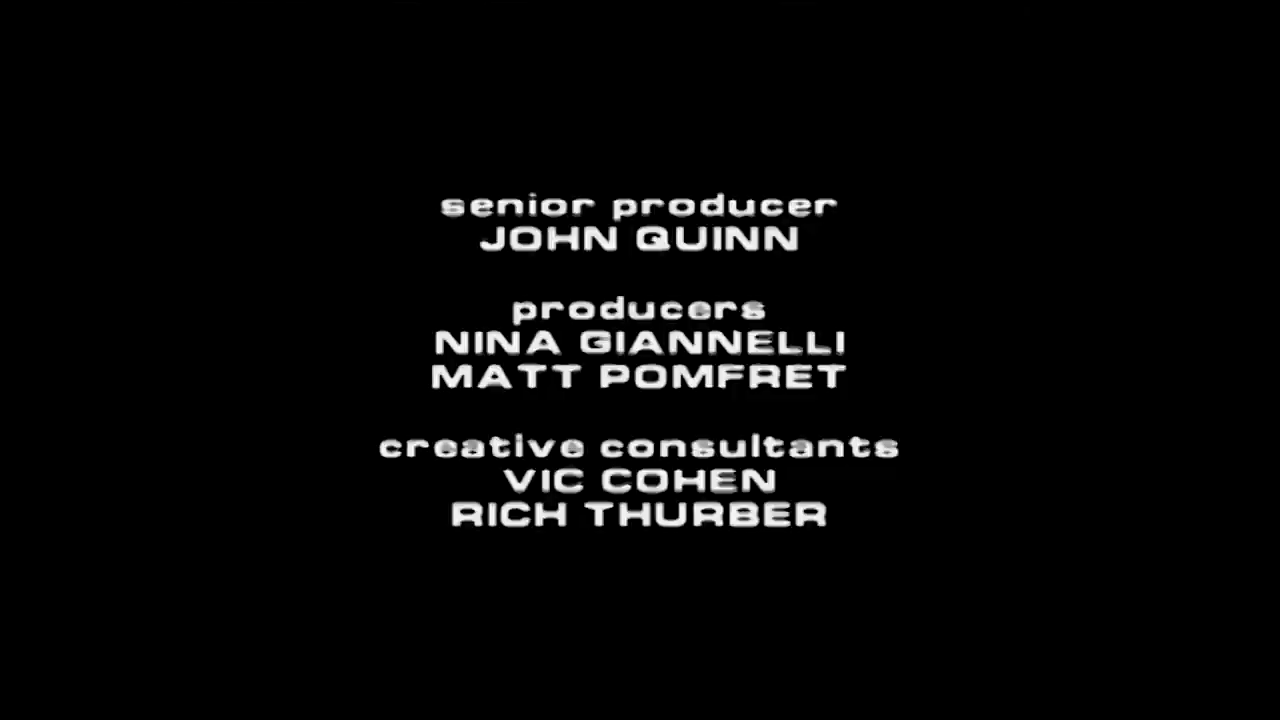 senior producer
JOHN QUINN
producers
NINA GIANNELLI
MATT POMFRET
creative consultants
VIC COHEN
RICH THURBER